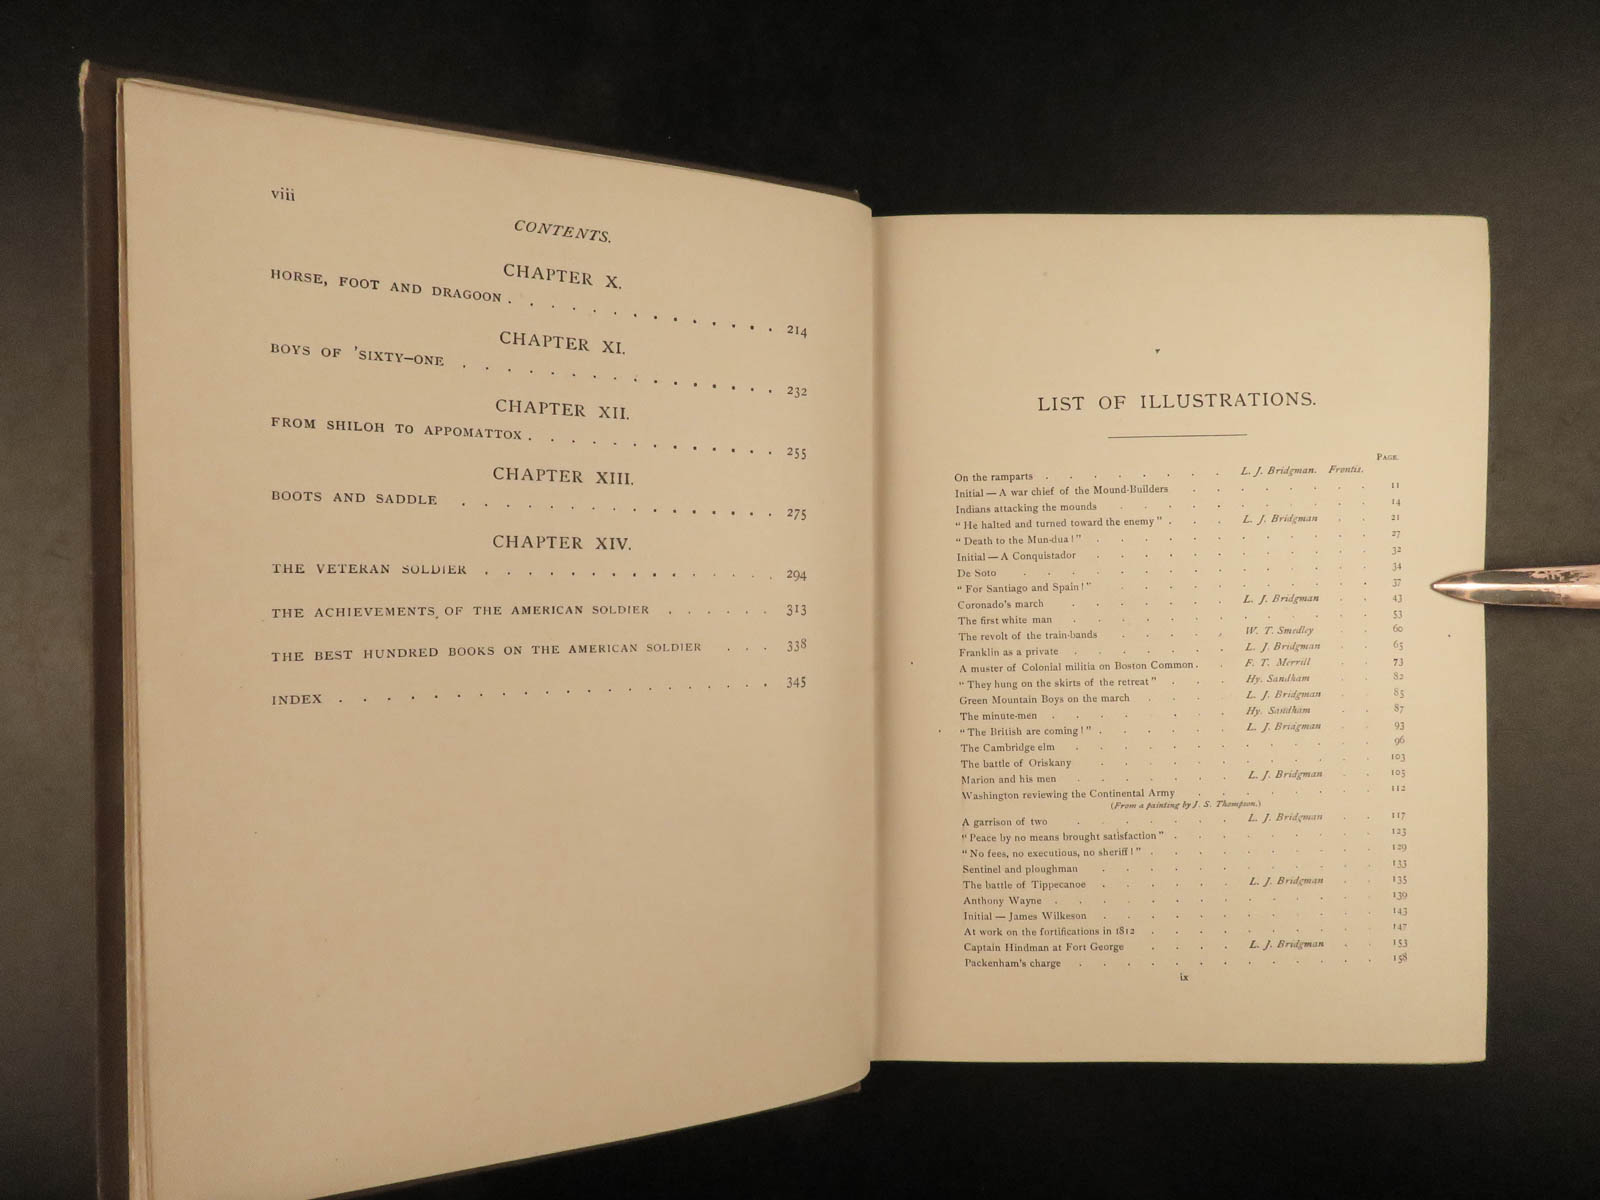 viii
CONTENTS.
CHAPTER X.
HORSE, FOOT AND DRAGOON . . . . . . . . . . . . . 214
CHAPTER XI.
BOYS OF 'SIXTY-ONE . . . . . . . . . . . . . . . 232
CHAPTER XII.
FROM SHILOH TO APPOMATTOX . . . . . . . . . . . . 255
CHAPTER XIII.
BOOTS AND SADDLE . . . . . . . . . . . . . . . 275
CHAPTER XIV.
THE VETERAN SOLDIER . . . . . . . . . . . . . . 294
THE ACHIEVEMENTS OF THE AMERICAN SOLDIER . . . . . . 313
THE BEST HUNDRED BOOKS ON THE AMERICAN SOLDIER . . . 338
INDEX . . . . . . . . . . . . . . . . . . . . 345
LIST OF ILLUSTRATIONS.
PAGE.
On the ramparts . . . . . . . . L. J. Bridgman. Frontis.
Initial — A war chief of the Mound-Builders . . . . . . . . 11
Indians attacking the mounds . . . . . . . . . . . 14
"He halted and turned toward the enemy" . . . L. J. Bridgman . . 21
"Death to the Mun-dua!" . . . . . . . . . . . . 27
Initial — A Conquistador . . . . . . . . . . . . 32
De Soto . . . . . . . . . . . . . . . 34
"For Santiago and Spain!" . . . . . . . . . . . 37
Coronado's march . . . . . . . L. J. Bridgman . . 43
The first white man . . . . . . . . . . . . . 53
The revolt of the train-bands . . . . . W. T. Smedley . . 60
Franklin as a private . . . . . . . L. J. Bridgman . . 65
A muster of Colonial militia on Boston Common . . F. T. Merrill . . 73
"They hung on the skirts of the retreat" . . . Hy. Sandham . . 82
Green Mountain Boys on the march . . . . L. J. Bridgman . . 85
The minute-men . . . . . . . . Hy. Sandham . . 87
"The British are coming!" . . . . . . L. J. Bridgman . . 93
The Cambridge elm . . . . . . . . . . . . . 96
The battle of Oriskany . . . . . . . . . . . . 103
Marion and his men . . . . . . . L. J. Bridgman . . 105
Washington reviewing the Continental Army . . . . . . . . 112
(From a painting by J. S. Thompson.)
A garrison of two . . . . . . . L. J. Bridgman . . 117
"Peace by no means brought satisfaction" . . . . . . . . . 123
"No fees, no executious, no sheriff!" . . . . . . . . . . 129
Sentinel and ploughman . . . . . . . . . . . . 133
The battle of Tippecanoe . . . . . . L. J. Bridgman . . 135
Anthony Wayne . . . . . . . . . . . . . . 139
Initial — James Wilkeson . . . . . . . . . . . . 143
At work on the fortifications in 1812 . . . . . . . . . . 147
Captain Hindman at Fort George . . . . L. J. Bridgman . . 153
Packenham's charge . . . . . . . . . . . . . 158
ix